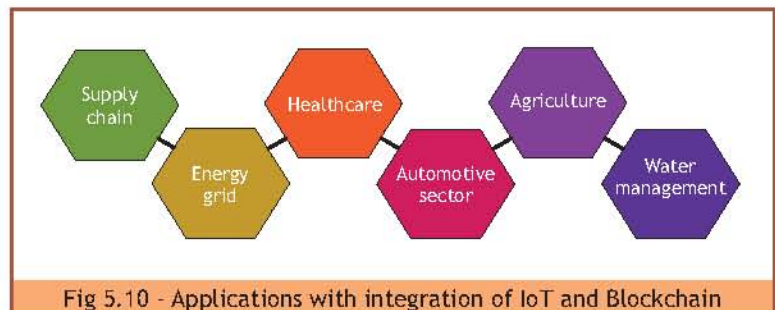 Supply
chain
Energy
grid
Healthcare
Automotive
sector
Agriculture
Water
management
Fig 5.10 - Applications with integration of IoT and Blockchain